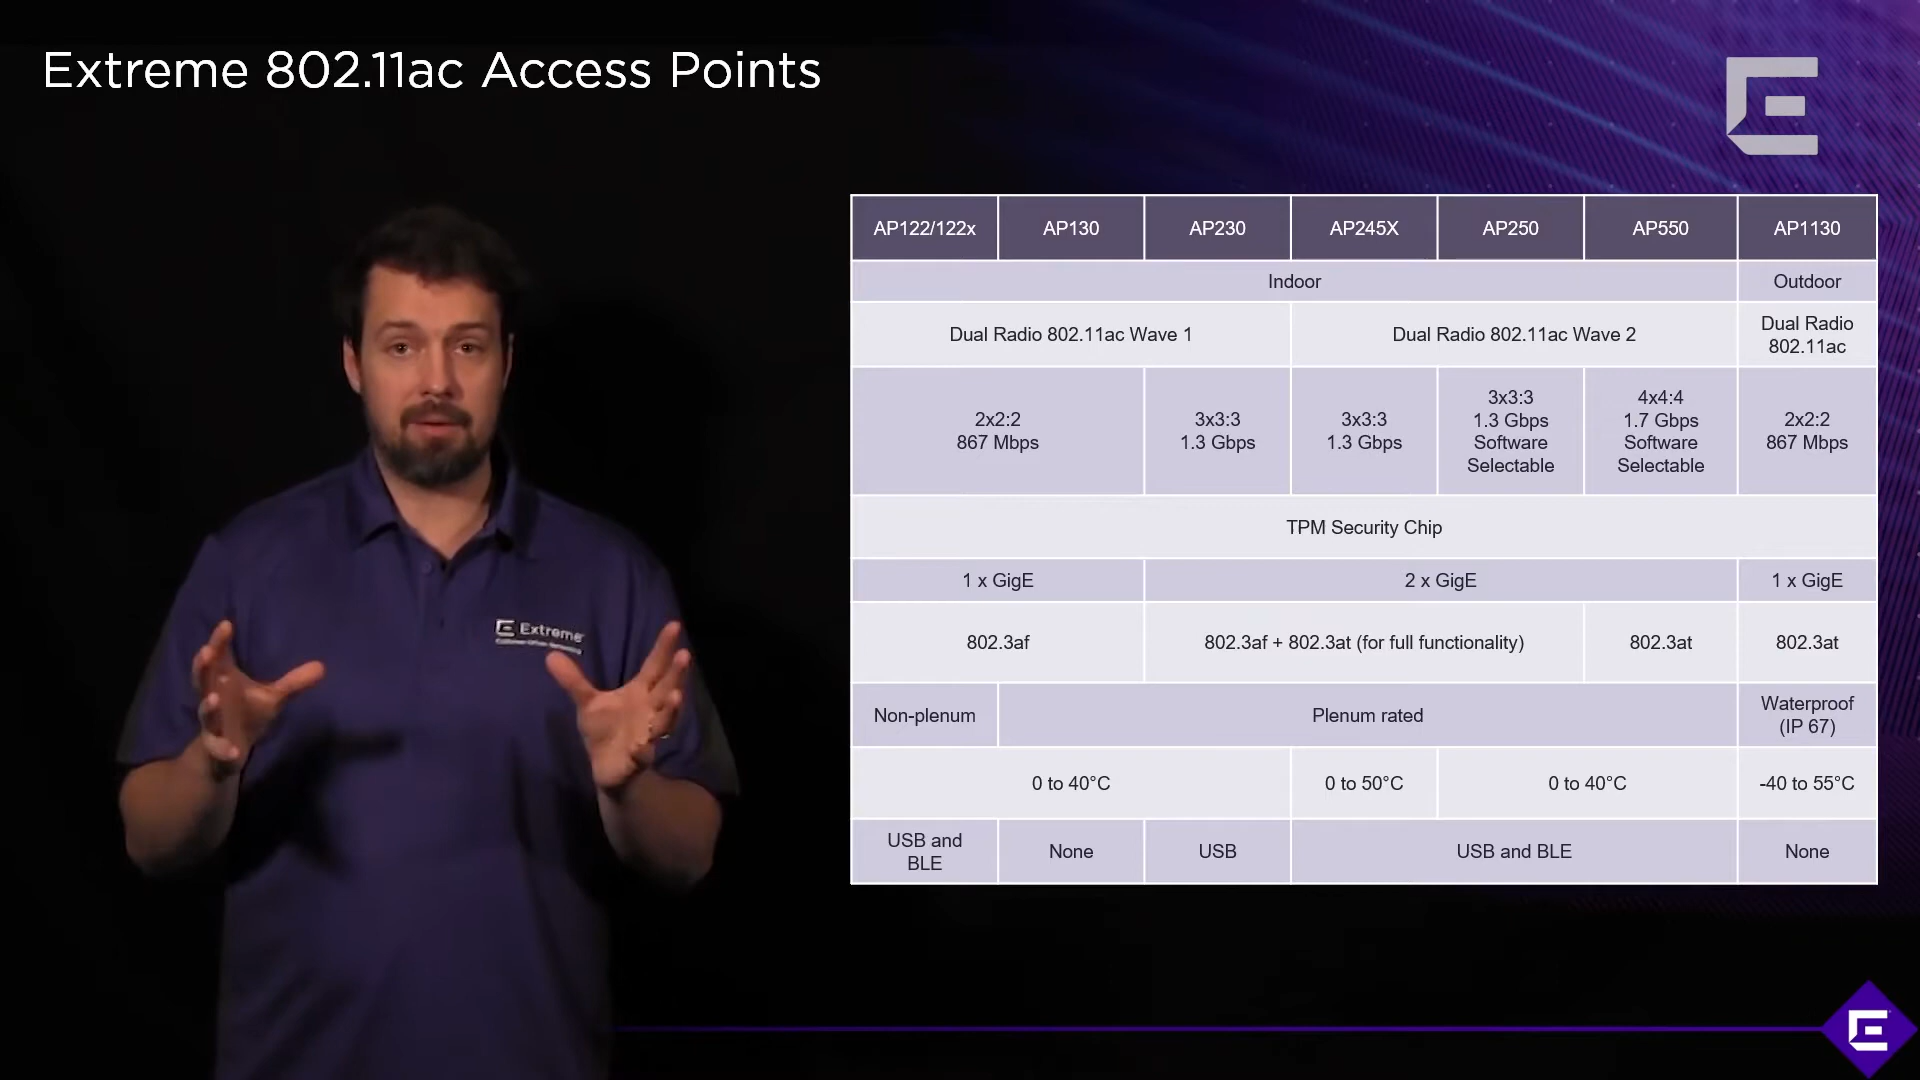 Extreme 802.11ac Access Points
AP122/122x
AP130
AP230
AP245X
AP250
AP550
AP1130
Indoor
Outdoor
Dual Radio 802.11ac Wave 1
Dual Radio 802.11ac Wave 2
Dual Radio
802.11ac
2x2:2
867 Mbps
3x3:3
1.3 Gbps
3x3:3
1.3 Gbps
3x3:3
1.3 Gbps
Software
Selectable
4x4:4
1.7 Gbps
Software
Selectable
2x2:2
867 Mbps
TPM Security Chip
1 x GigE
2 x GigE
1 x GigE
802.3af
802.3af + 802.3at (for full functionality)
802.3at
802.3at
Non-plenum
Plenum rated
Waterproof
(IP 67)
0 to 40°C
0 to 50°C
0 to 40°C
-40 to 55°C
USB and
BLE
None
USB
USB and BLE
None
Extreme